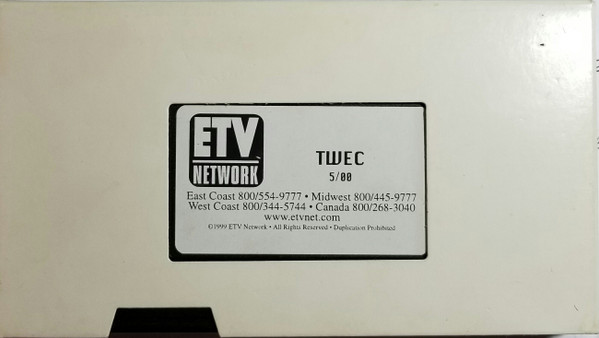 ETV
NETWORK
TWEC
5/00
East Coast 800/554-9777 • Midwest 800/445-9777
West Coast 800/344-5744 • Canada 800/268-3040
www.etvnet.com
©1999 ETV Network • All Rights Reserved • Duplication Prohibited